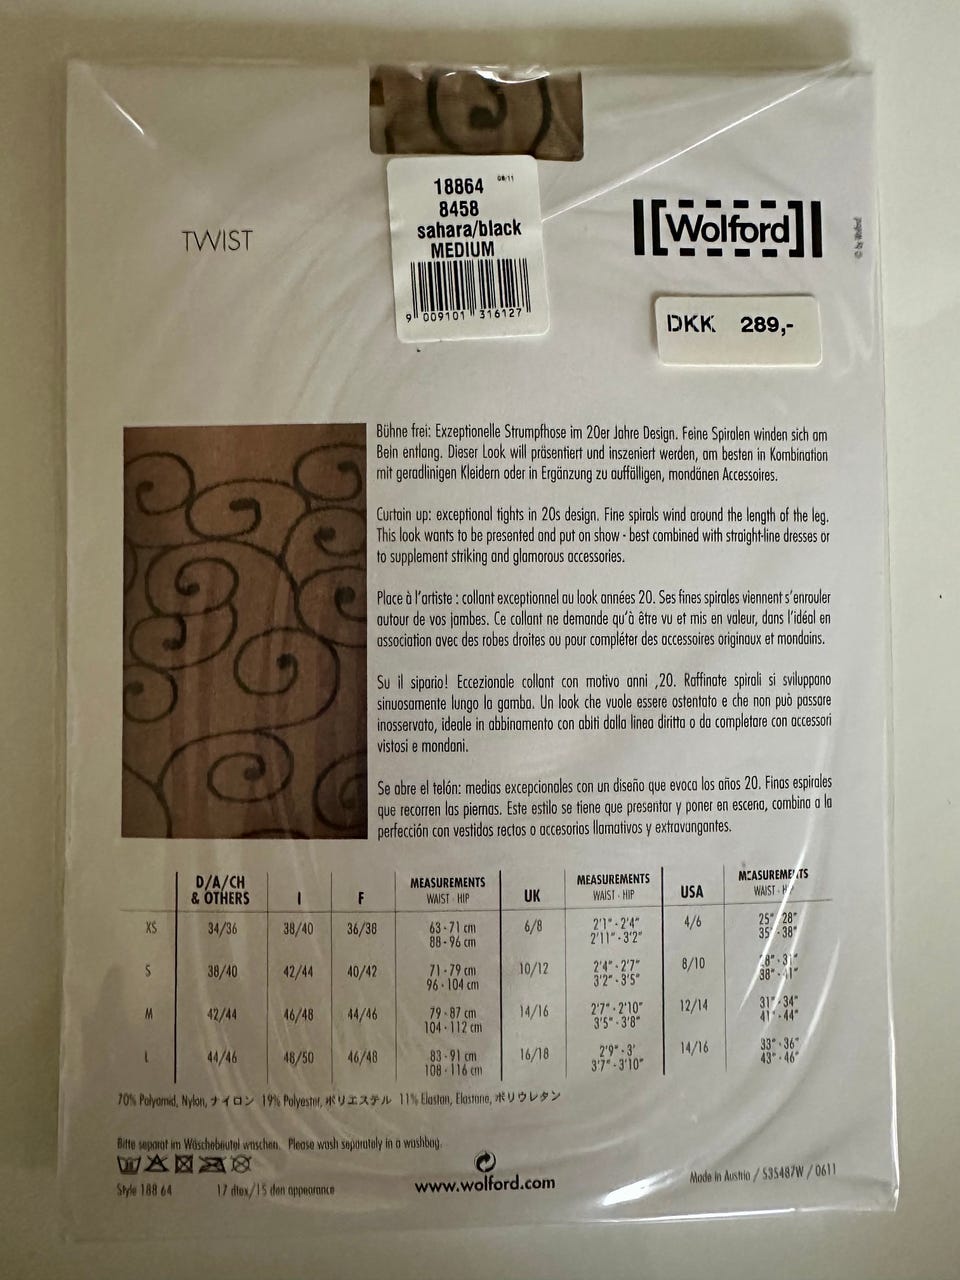 18864
08/11
8458
sahara/black
MEDIUM
9 009101 316127
TWIST
Wolford
© by Wolford
DKK 289,-
Bühne frei: Exzeptionelle Strumpfhose im 20er Jahre Design. Feine Spiralen winden sich am
Bein entlang. Dieser Look will präsentiert und inszeniert werden, am besten in Kombination
mit geradlinigen Kleidern oder in Ergänzung zu auffälligen, mondänen Accessoires.
Curtain up: exceptional tights in 20s design. Fine spirals wind around the length of the leg.
This look wants to be presented and put on show - best combined with straight-line dresses or
to supplement striking and glamorous accessories.
Place à l'artiste : collant exceptionnel au look années 20. Ses fines spirales viennent s'enrouler
autour de vos jambes. Ce collant ne demande qu'à être vu et mis en valeur, dans l'idéal en
association avec des robes droites ou pour compléter des accessoires originaux et mondains.
Su il sipario! Eccezionale collant con motivo anni ,20. Raffinate spirali si sviluppano
sinuosamente lungo la gamba. Un look che vuole essere ostentato e che non può passare
inosservato, ideale in abbinamento con abiti dalla linea diritta o da completare con accessori
vistosi e mondani.
Se abre el telón: medias excepcionales con un diseño que evoca los años 20. Finas espirales
que recorren las piernas. Este estilo se tiene que presentar y poner en escena, combina a la
perfección con vestidos rectos o accesorios llamativos y extravangantes.
D/A/CH & OTHERS I F MEASUREMENTS WAIST - HIP UK MEASUREMENTS WAIST - HIP USA MEASUREMENTS WAIST - HIP
XS 34/36 38/40 36/38 63 - 71 cm 88 - 96 cm 6/8 2'1" - 2'4" 2'11" - 3'2" 4/6 25" - 28" 35" - 38"
S 38/40 42/44 40/42 71 - 79 cm 96 - 104 cm 10/12 2'4" - 2'7" 3'2" - 3'5" 8/10 28" - 31" 38" - 41"
M 42/44 46/48 44/46 79 - 87 cm 104 - 112 cm 14/16 2'7" - 2'10" 3'5" - 3'8" 12/14 31" - 34" 41" - 44"
L 44/46 48/50 46/48 83 - 91 cm 108 - 116 cm 16/18 2'9" - 3' 3'7" - 3'10" 14/16 33" - 36" 43" - 46"
70% Polyamid, Nylon, ナイロン 19% Polyester, ポリエステル 11% Elastan, Elastane, ポリウレタン
Bitte separat im Wäschebeutel waschen. Please wash separately in a washbag.
Style 188 64 17 dtex/15 den appearance
www.wolford.com
Made in Austria / 535487W / 0611